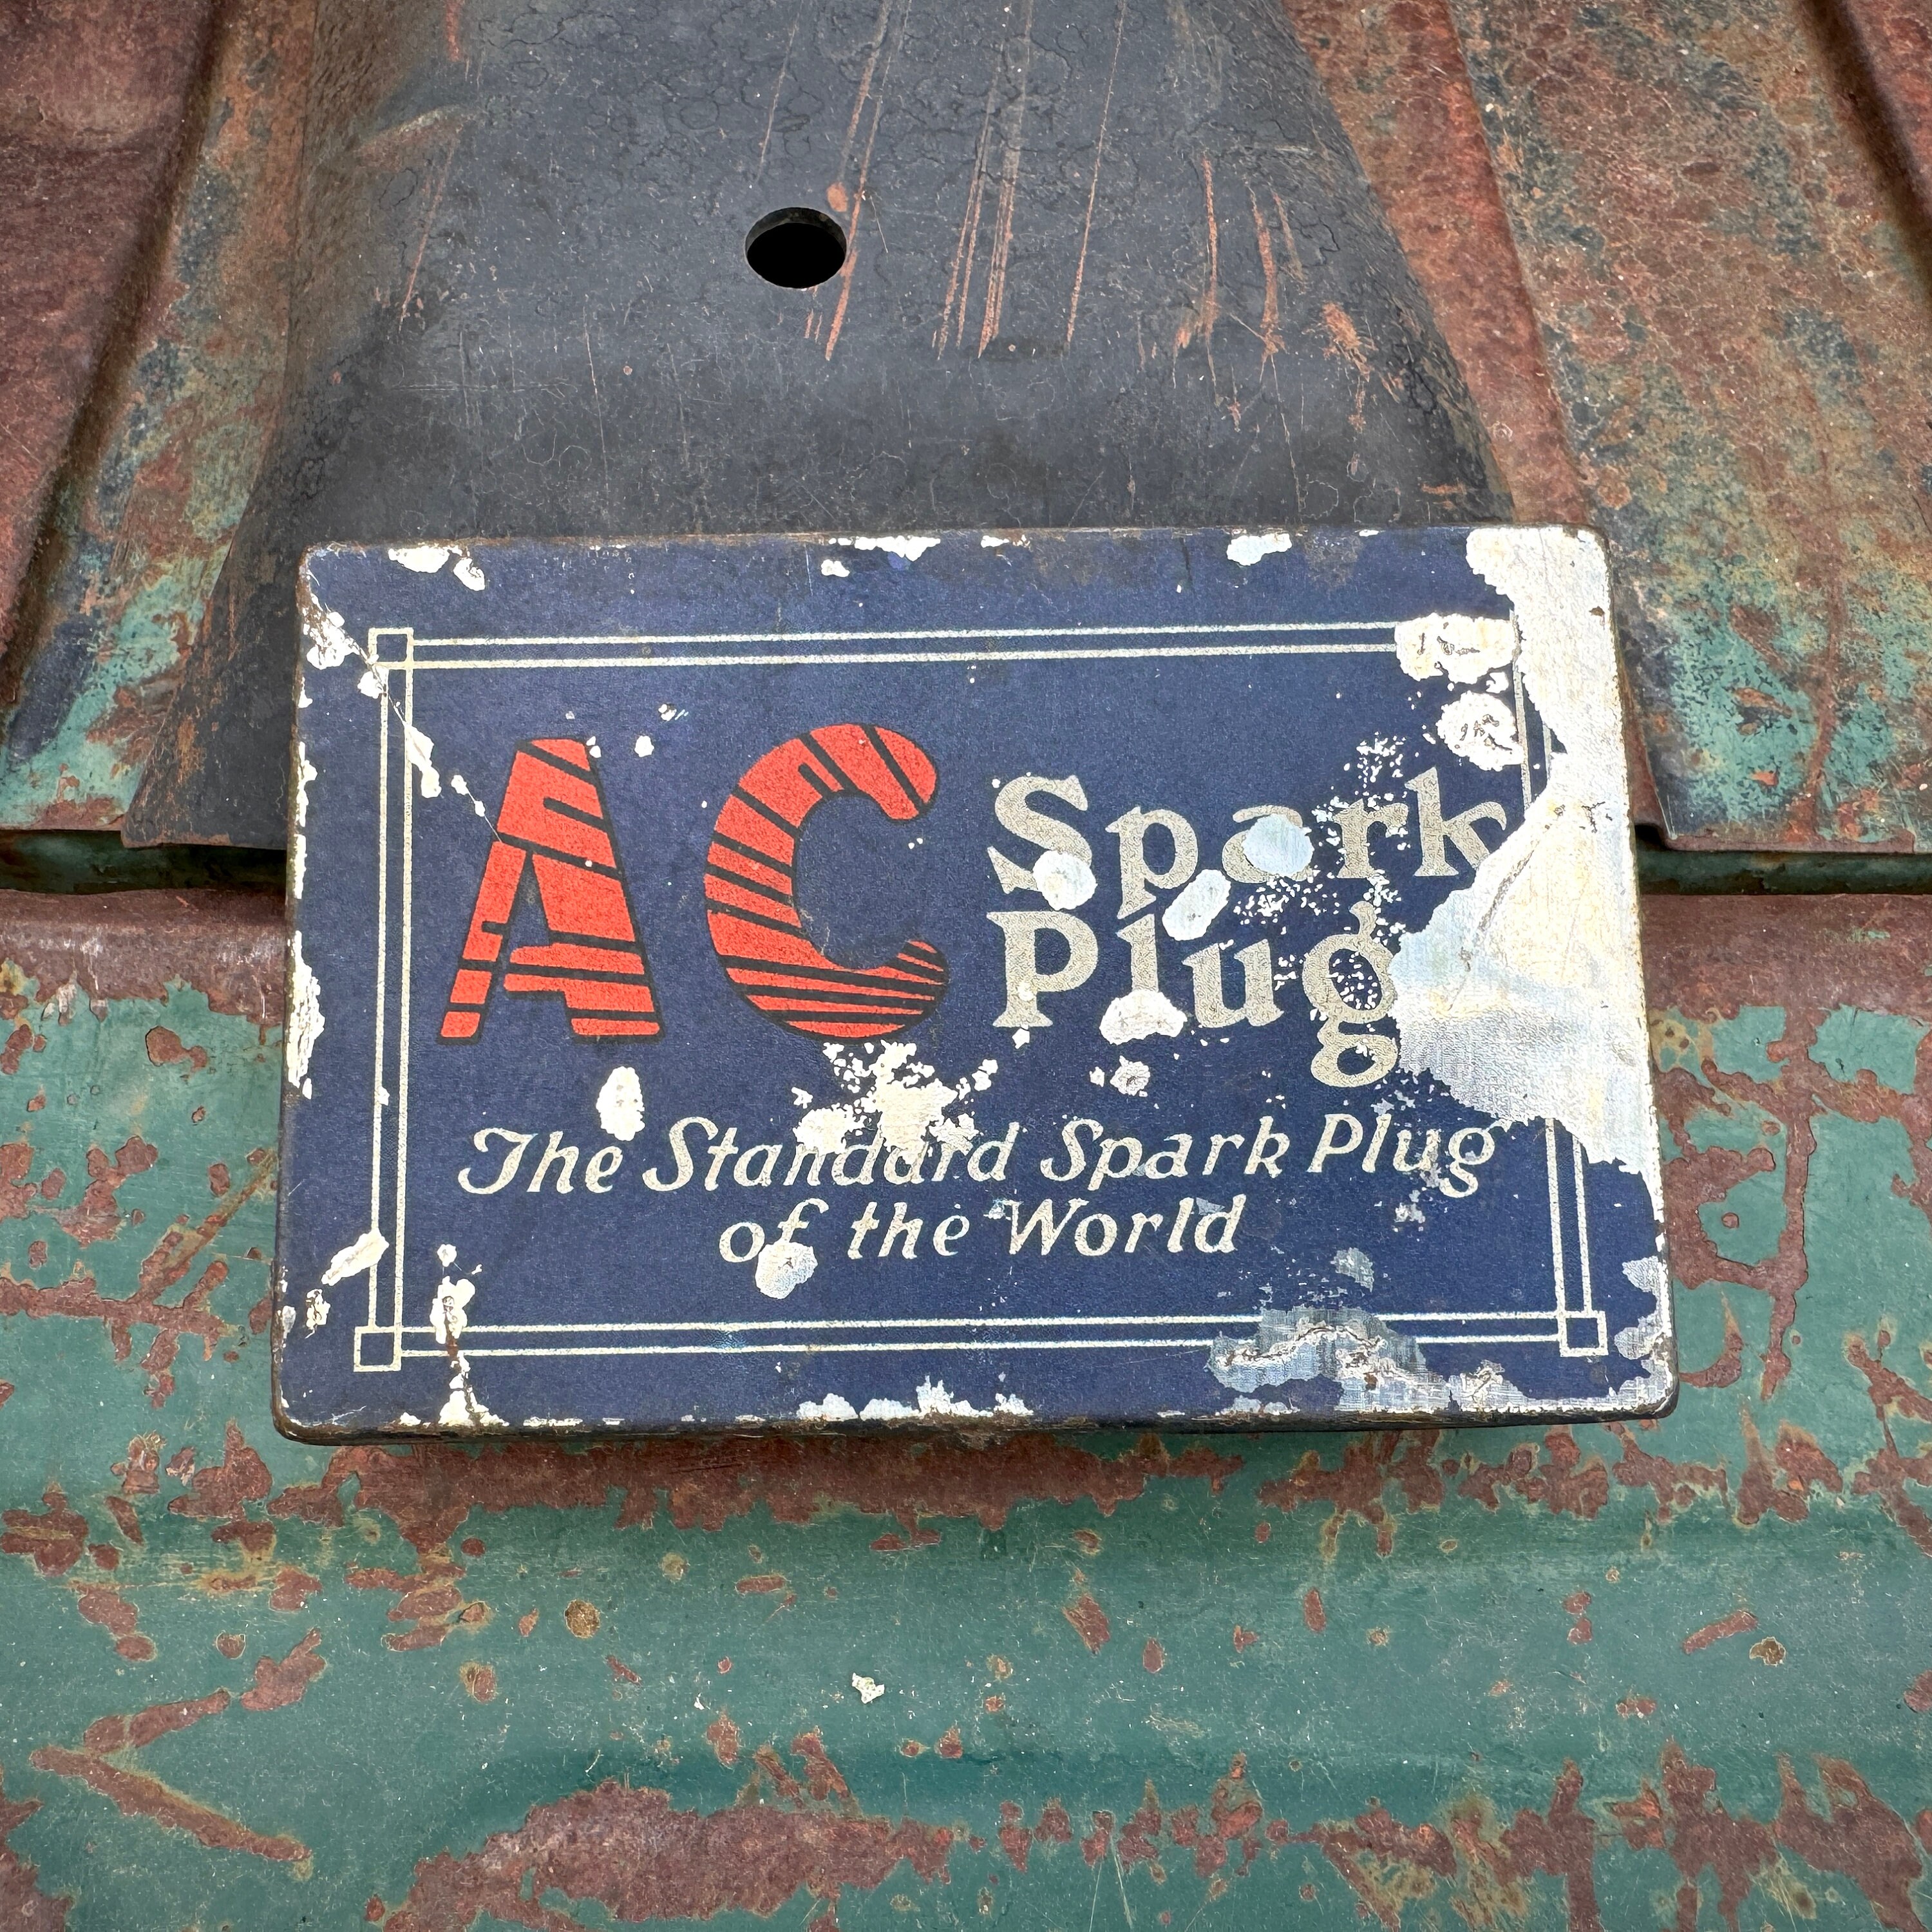 AC Spark
Plug
The Standard Spark Plug
of the World